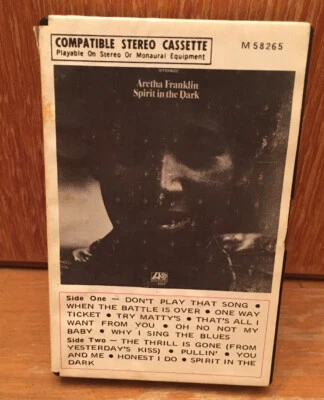 COMPATIBLE STEREO CASSETTE
Playable On Stereo Or Monaural Equipment
M 58265
STEREO
Aretha Franklin
Spirit in the Dark
ATLANTIC
Side One — DON'T PLAY THAT SONG •
WHEN THE BATTLE IS OVER • ONE WAY
TICKET • TRY MATTY'S • THAT'S ALL I
WANT FROM YOU • OH NO NOT MY
BABY • WHY I SING THE BLUES
Side Two — THE THRILL IS GONE (FROM
YESTERDAY'S KISS) • PULLIN' • YOU
AND ME • HONEST I DO • SPIRIT IN THE
DARK